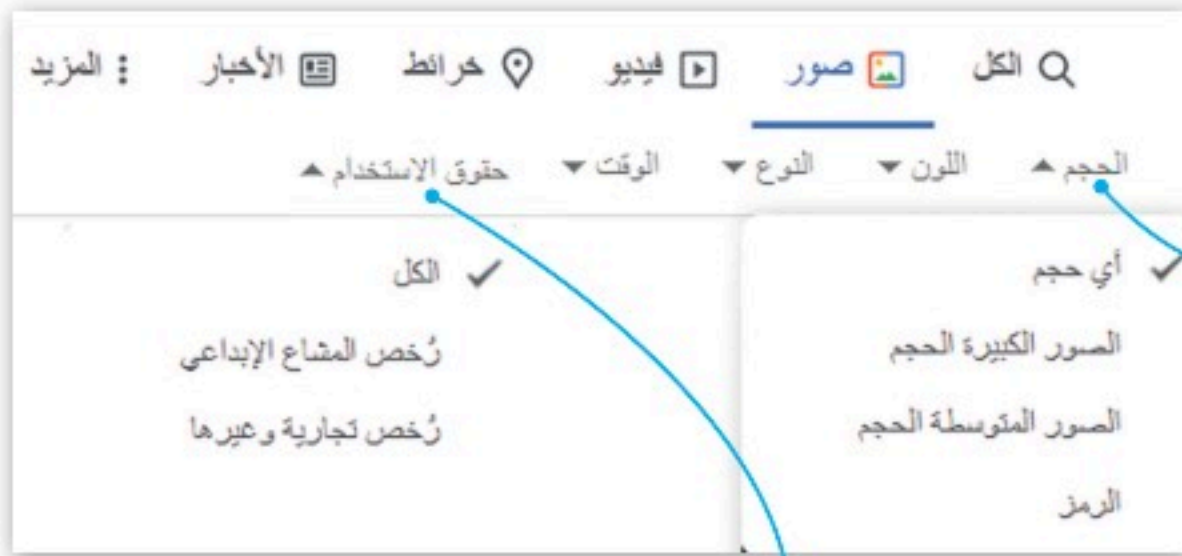 الكل صور فيديو خرائط الأخبار المزيد
الحجم اللون النوع الوقت حقوق الاستخدام
أي حجم
الصور الكبيرة الحجم
الصور المتوسطة الحجم
الرمز
الكل
رُخص المشاع الإبداعي
رُخص تجارية وغيرها